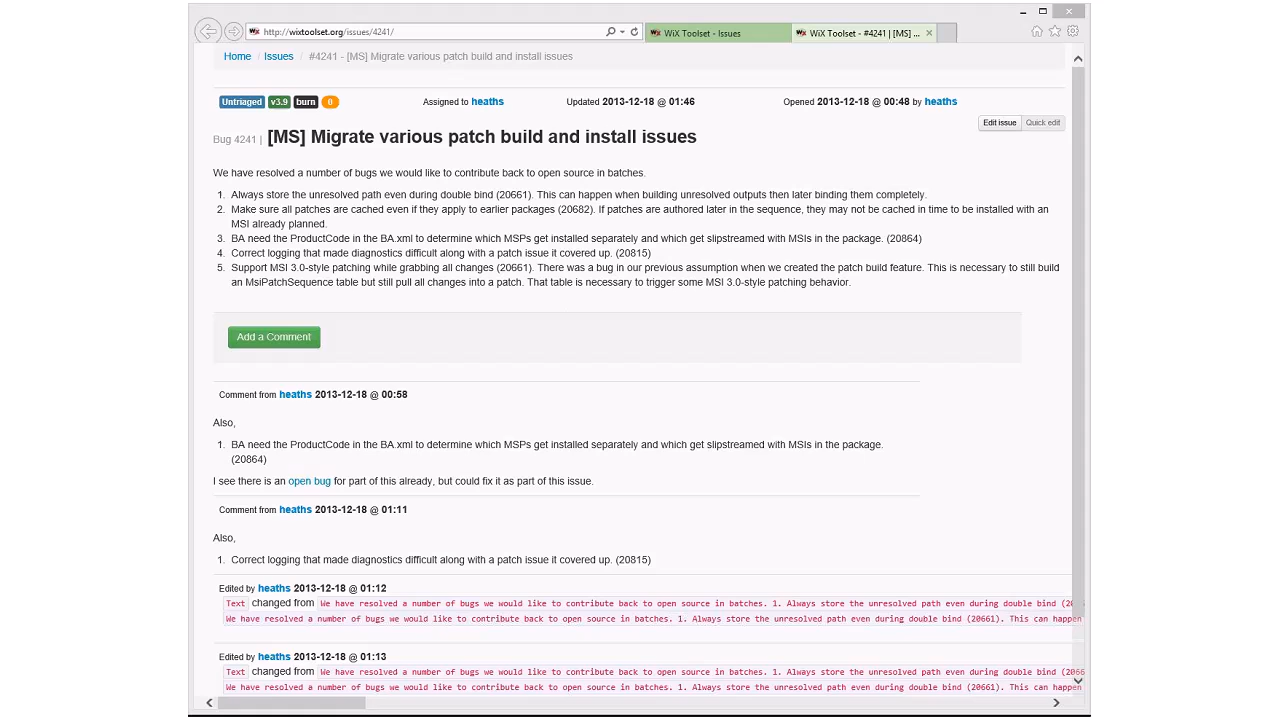 http://wixtoolset.org/issues/4241/
WiX Toolset - Issues
WiX Toolset - #4241 | [MS] ...
Home / Issues / #4241 - [MS] Migrate various patch build and install issues
Untriaged v3.9 burn 0 Assigned to heaths Updated 2013-12-18 @ 01:46 Opened 2013-12-18 @ 00:48 by heaths
Edit issue Quick edit
Bug 4241 | [MS] Migrate various patch build and install issues
We have resolved a number of bugs we would like to contribute back to open source in batches.
1. Always store the unresolved path even during double bind (20661). This can happen when building unresolved outputs then later binding them completely.
2. Make sure all patches are cached even if they apply to earlier packages (20682). If patches are authored later in the sequence, they may not be cached in time to be installed with an
MSI already planned.
3. BA need the ProductCode in the BA.xml to determine which MSPs get installed separately and which get slipstreamed with MSIs in the package. (20864)
4. Correct logging that made diagnostics difficult along with a patch issue it covered up. (20815)
5. Support MSI 3.0-style patching while grabbing all changes (20661). There was a bug in our previous assumption when we created the patch build feature. This is necessary to still build
an MsiPatchSequence table but still pull all changes into a patch. That table is necessary to trigger some MSI 3.0-style patching behavior.
Add a Comment
Comment from heaths 2013-12-18 @ 00:58
Also,
1. BA need the ProductCode in the BA.xml to determine which MSPs get installed separately and which get slipstreamed with MSIs in the package.
(20864)
I see there is an open bug for part of this already, but could fix it as part of this issue.
Comment from heaths 2013-12-18 @ 01:11
Also,
1. Correct logging that made diagnostics difficult along with a patch issue it covered up. (20815)
Edited by heaths 2013-12-18 @ 01:12
Text changed from We have resolved a number of bugs we would like to contribute back to open source in batches. 1. Always store the unresolved path even during double bind
We have resolved a number of bugs we would like to contribute back to open source in batches. 1. Always store the unresolved path even during double bind (20661). This can happen
Edited by heaths 2013-12-18 @ 01:13
Text changed from We have resolved a number of bugs we would like to contribute back to open source in batches. 1. Always store the unresolved path even during double bind (2066
We have resolved a number of bugs we would like to contribute back to open source in batches. 1. Always store the unresolved path even during double bind (20661). This can happen